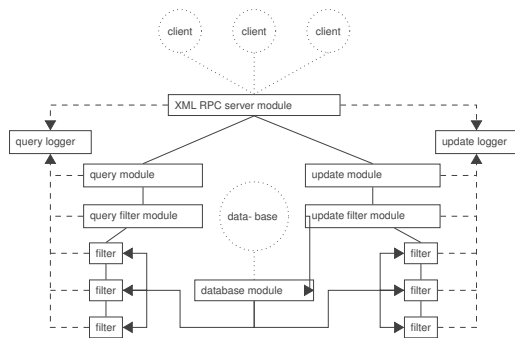 client
client
client
XML RPC server module
query logger
update logger
query module
update module
query filter module
data- base
update filter module
filter
filter
filter
database module
filter
filter
filter